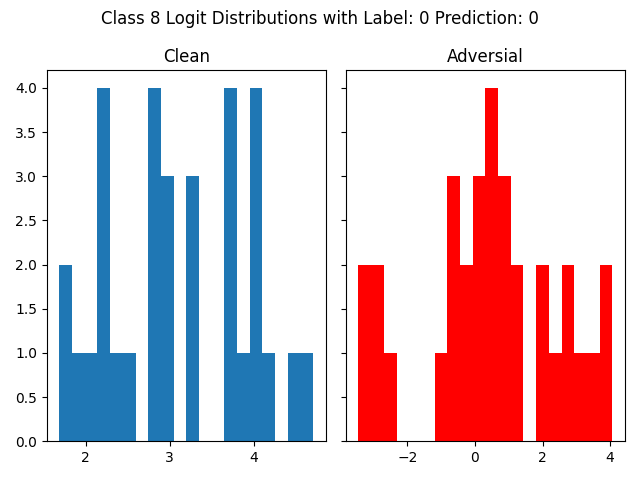 Class 8 Logit Distributions with Label: 0 Prediction: 0
Clean
Adversial
4.0
3.5
3.0
2.5
2.0
1.5
1.0
0.5
0.0
2 3 4
−2 0 2 4